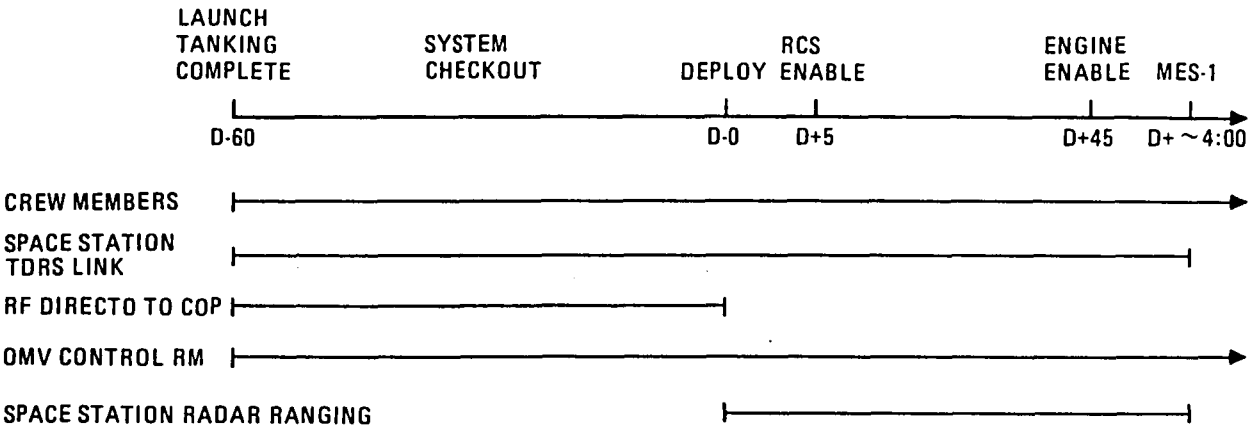 LAUNCH
TANKING
COMPLETE
SYSTEM
CHECKOUT
DEPLOY
RCS
ENABLE
ENGINE
ENABLE
MES-1
D-60
D-0
D+5
D+45
D+ ~4:00
CREW MEMBERS
SPACE STATION
TDRS LINK
RF DIRECTO TO COP
OMV CONTROL RM
SPACE STATION RADAR RANGING